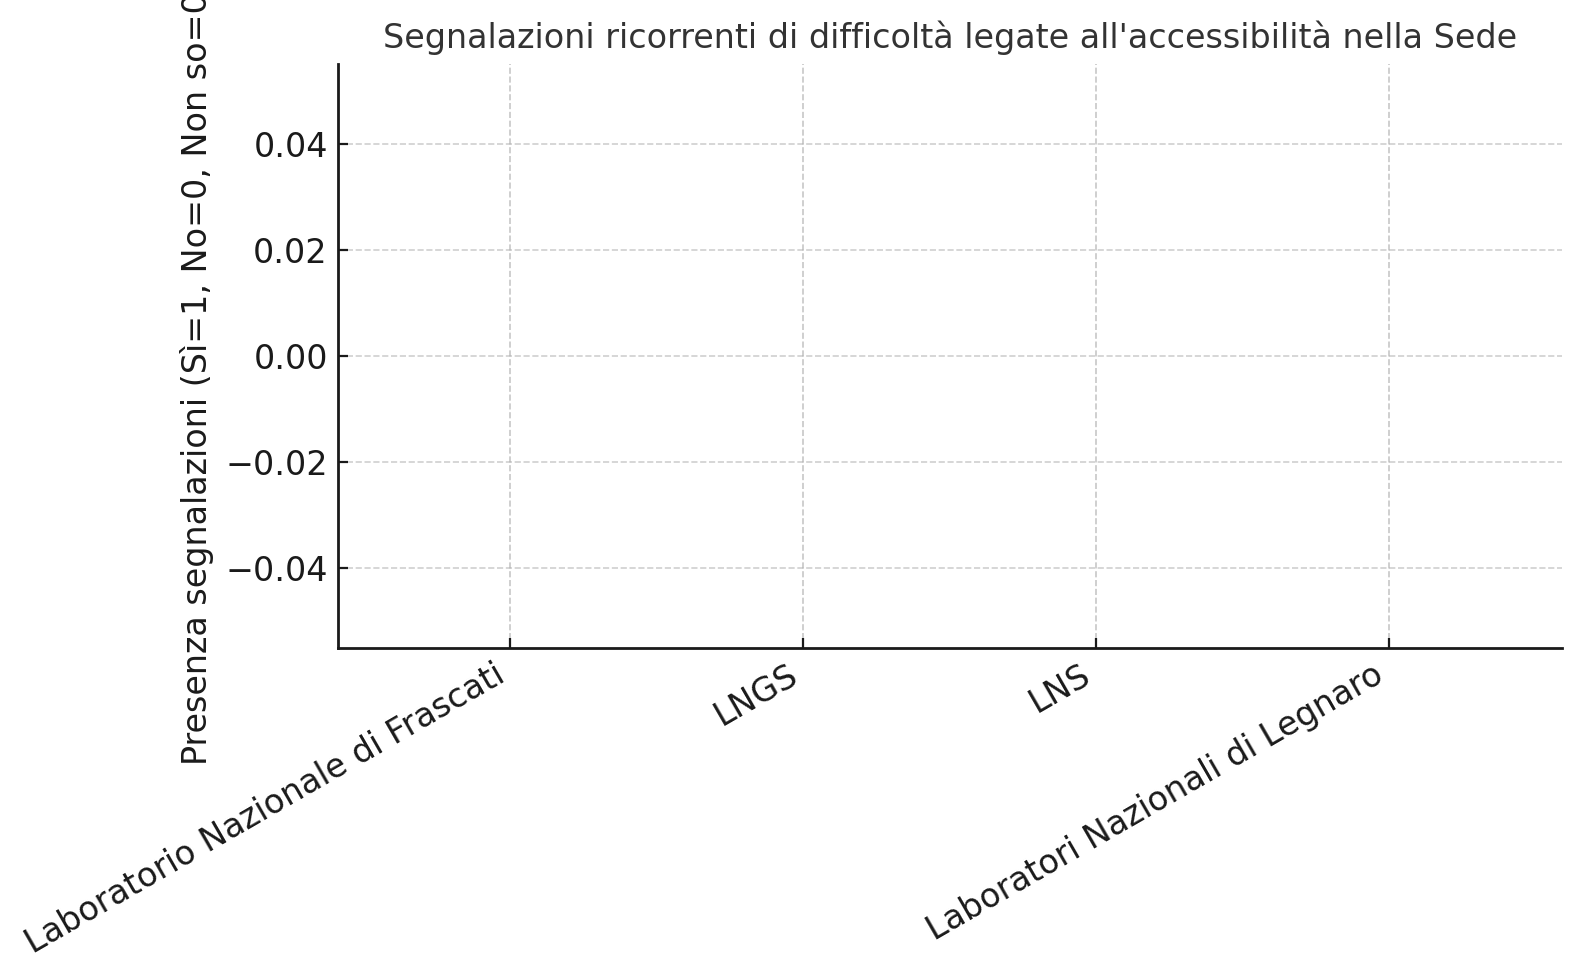 Segnalazioni ricorrenti di difficoltà legate all'accessibilità nella Sede
Presenza segnalazioni (Sì=1, No=0, Non so=0
0.04
0.02
0.00
−0.02
−0.04
Laboratorio Nazionale di Frascati
LNGS
LNS
Laboratori Nazionali di Legnaro